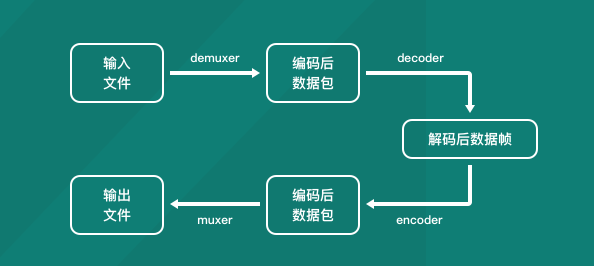 输入
文件
demuxer
编码后
数据包
decoder
解码后数据帧
输出
文件
muxer
编码后
数据包
encoder